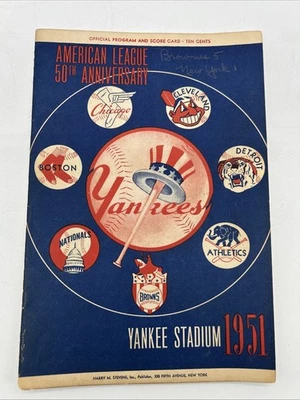 OFFICIAL PROGRAM AND SCORE CARD - TEN CENTS
AMERICAN LEAGUE
50TH ANNIVERSARY
Brownies 5
New York 1
Chicago
CLEVELAND
BOSTON
DETROIT
Yankees
NATIONALS
ATHLETICS
BROWNS
YANKEE STADIUM 1951
HARRY M. STEVENS, Inc., Publisher, 320 FIFTH AVENUE, NEW YORK